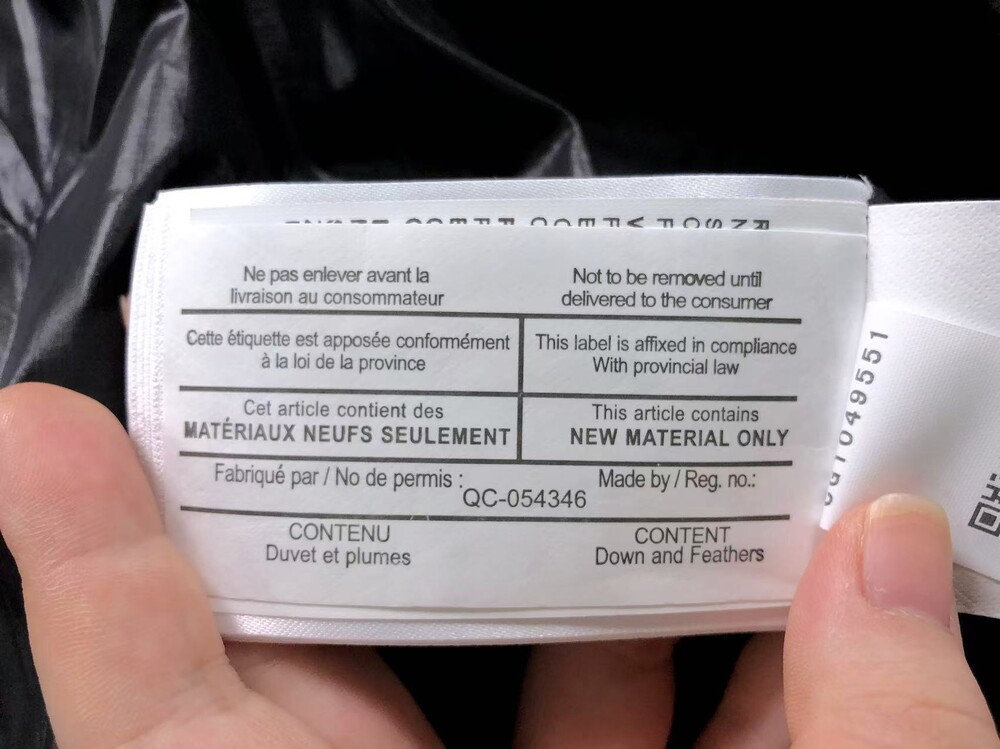 Ne pas enlever avant la
livraison au consommateur
Not to be removed until
delivered to the consumer
Cette étiquette est apposée conformément
à la loi de la province
This label is affixed in compliance
With provincial law
Cet article contient des
MATÉRIAUX NEUFS SEULEMENT
This article contains
NEW MATERIAL ONLY
Fabriqué par / No de permis :
Made by / Reg. no.:
QC-054346
CONTENU
Duvet et plumes
CONTENT
Down and Feathers